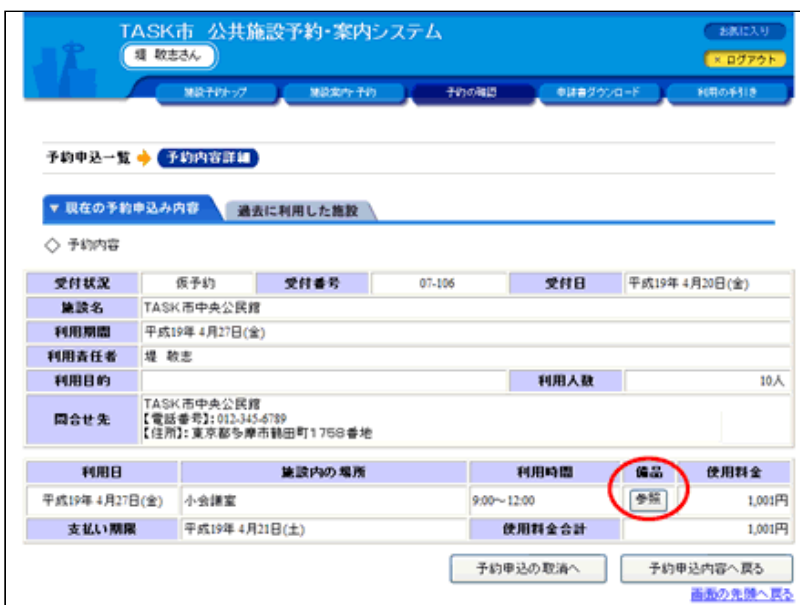 TASK市 公共施設予約・案内システム
お気に入り
堤 敬志さん
× ログアウト
施設予約トップ
施設案内・予約
予約の確認
申請書ダウンロード
利用の手引き
予約申込一覧
予約内容詳細
▼ 現在の予約申込み内容
過去に利用した施設
◇ 予約内容
受付状況 仮予約 受付番号 07-106 受付日 平成19年 4月20日(金)
施設名 TASK市中央公民館
利用期間 平成19年 4月27日(金)
利用責任者 堤 敬志
利用目的 利用人数 10人
問合せ先
TASK市中央公民館
【電話番号】: 012-345-6789
【住所】: 東京都多摩市鶴田町1758番地
利用日 施設内の場所 利用時間 備品 使用料金
平成19年 4月27日(金) 小会議室 9:00～12:00 参照 1,001円
支払い期限 平成19年 4月21日(土) 使用料金合計 1,001円
予約申込の取消へ
予約申込内容へ戻る
画面の先頭へ戻る